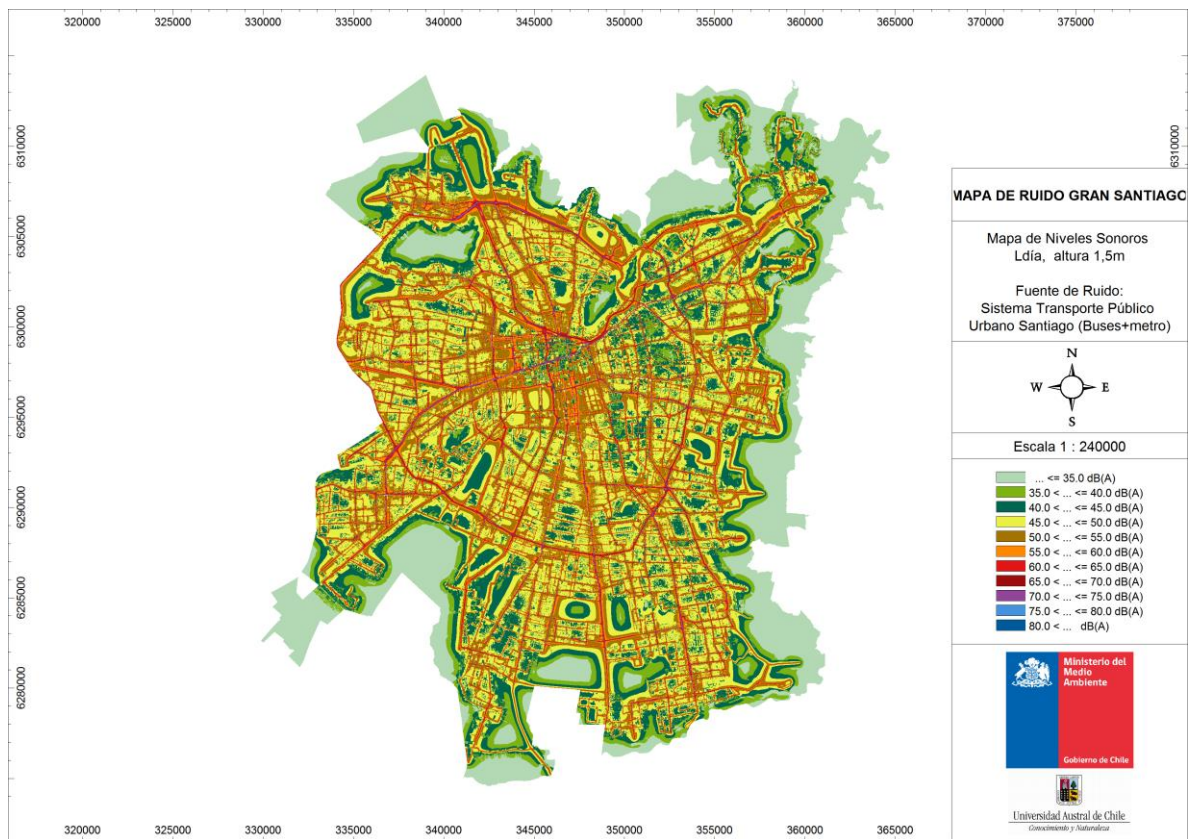 320000 325000 330000 335000 340000 345000 350000 355000 360000 365000 370000 375000
6310000
6310000
6305000
6300000
6295000
6290000
6285000
6280000
MAPA DE RUIDO GRAN SANTIAGO
Mapa de Niveles Sonoros
Ldía, altura 1,5m
Fuente de Ruido:
Sistema Transporte Público
Urbano Santiago (Buses+metro)
N
W E
S
Escala 1 : 240000
... <= 35.0 dB(A)
35.0 < ... <= 40.0 dB(A)
40.0 < ... <= 45.0 dB(A)
45.0 < ... <= 50.0 dB(A)
50.0 < ... <= 55.0 dB(A)
55.0 < ... <= 60.0 dB(A)
60.0 < ... <= 65.0 dB(A)
65.0 < ... <= 70.0 dB(A)
70.0 < ... <= 75.0 dB(A)
75.0 < ... <= 80.0 dB(A)
80.0 < ... dB(A)
Ministerio del
Medio
Ambiente
Gobierno de Chile
Universidad Austral de Chile
Conocimiento y Naturaleza
320000 325000 330000 335000 340000 345000 350000 355000 360000 365000 370000 375000